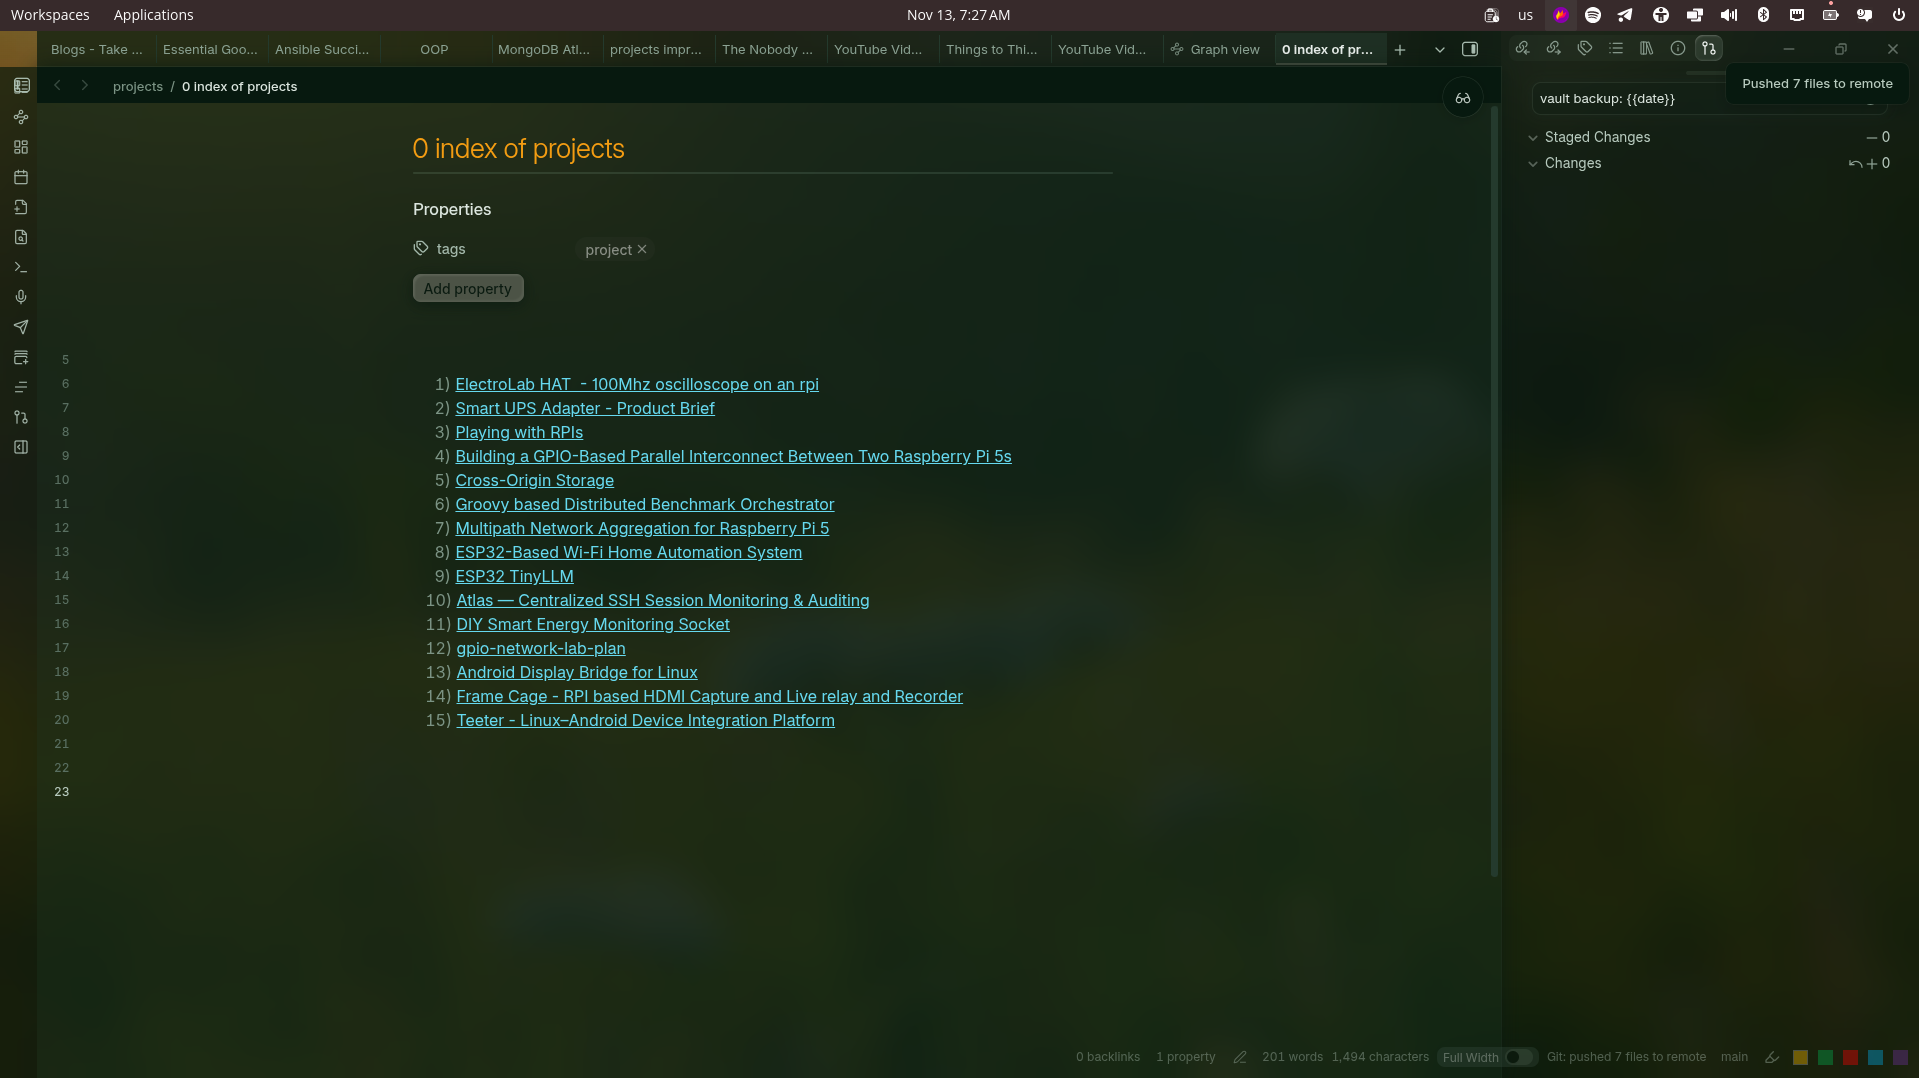 Workspaces Applications Nov 13, 7:27 AM us
Blogs - Take ... Essential Goo... Ansible Succi... OOP MongoDB Atl... projects impr... The Nobody ... YouTube Vid... Things to Thi... YouTube Vid... Graph view 0 index of pr...
projects / 0 index of projects
Pushed 7 files to remote
vault backup: {{date}}
Staged Changes 0
Changes 0
0 index of projects
Properties
tags project
Add property
5
6 1) ElectroLab HAT - 100Mhz oscilloscope on an rpi
7 2) Smart UPS Adapter - Product Brief
8 3) Playing with RPIs
9 4) Building a GPIO-Based Parallel Interconnect Between Two Raspberry Pi 5s
10 5) Cross-Origin Storage
11 6) Groovy based Distributed Benchmark Orchestrator
12 7) Multipath Network Aggregation for Raspberry Pi 5
13 8) ESP32-Based Wi-Fi Home Automation System
14 9) ESP32 TinyLLM
15 10) Atlas — Centralized SSH Session Monitoring & Auditing
16 11) DIY Smart Energy Monitoring Socket
17 12) gpio-network-lab-plan
18 13) Android Display Bridge for Linux
19 14) Frame Cage - RPI based HDMI Capture and Live relay and Recorder
20 15) Teeter - Linux–Android Device Integration Platform
21
22
23
0 backlinks 1 property 201 words 1,494 characters Full Width Git: pushed 7 files to remote main